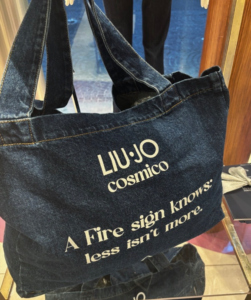 LIU·JO
cosmico
A Fire sign knows:
less isn't more.